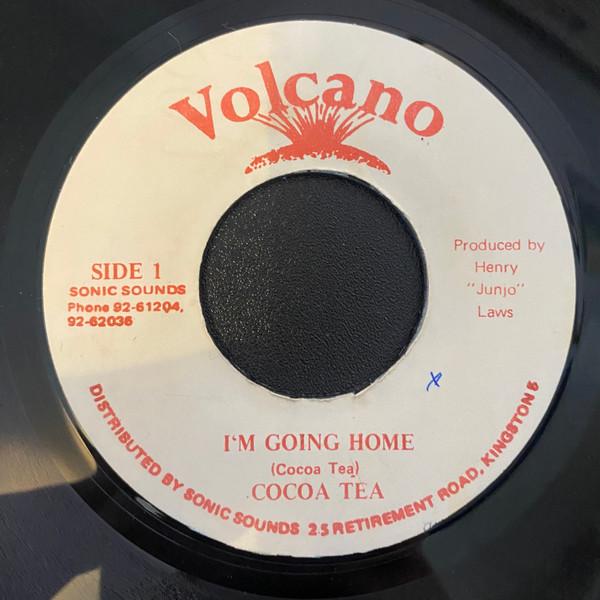 Volcano
SIDE 1
SONIC SOUNDS
Phone 92-61204,
92-62036
Produced by
Henry
"Junjo"
Laws
I'M GOING HOME
(Cocoa Tea)
COCOA TEA
DISTRIBUTED BY SONIC SOUNDS 25 RETIREMENT ROAD, KINGSTON 5